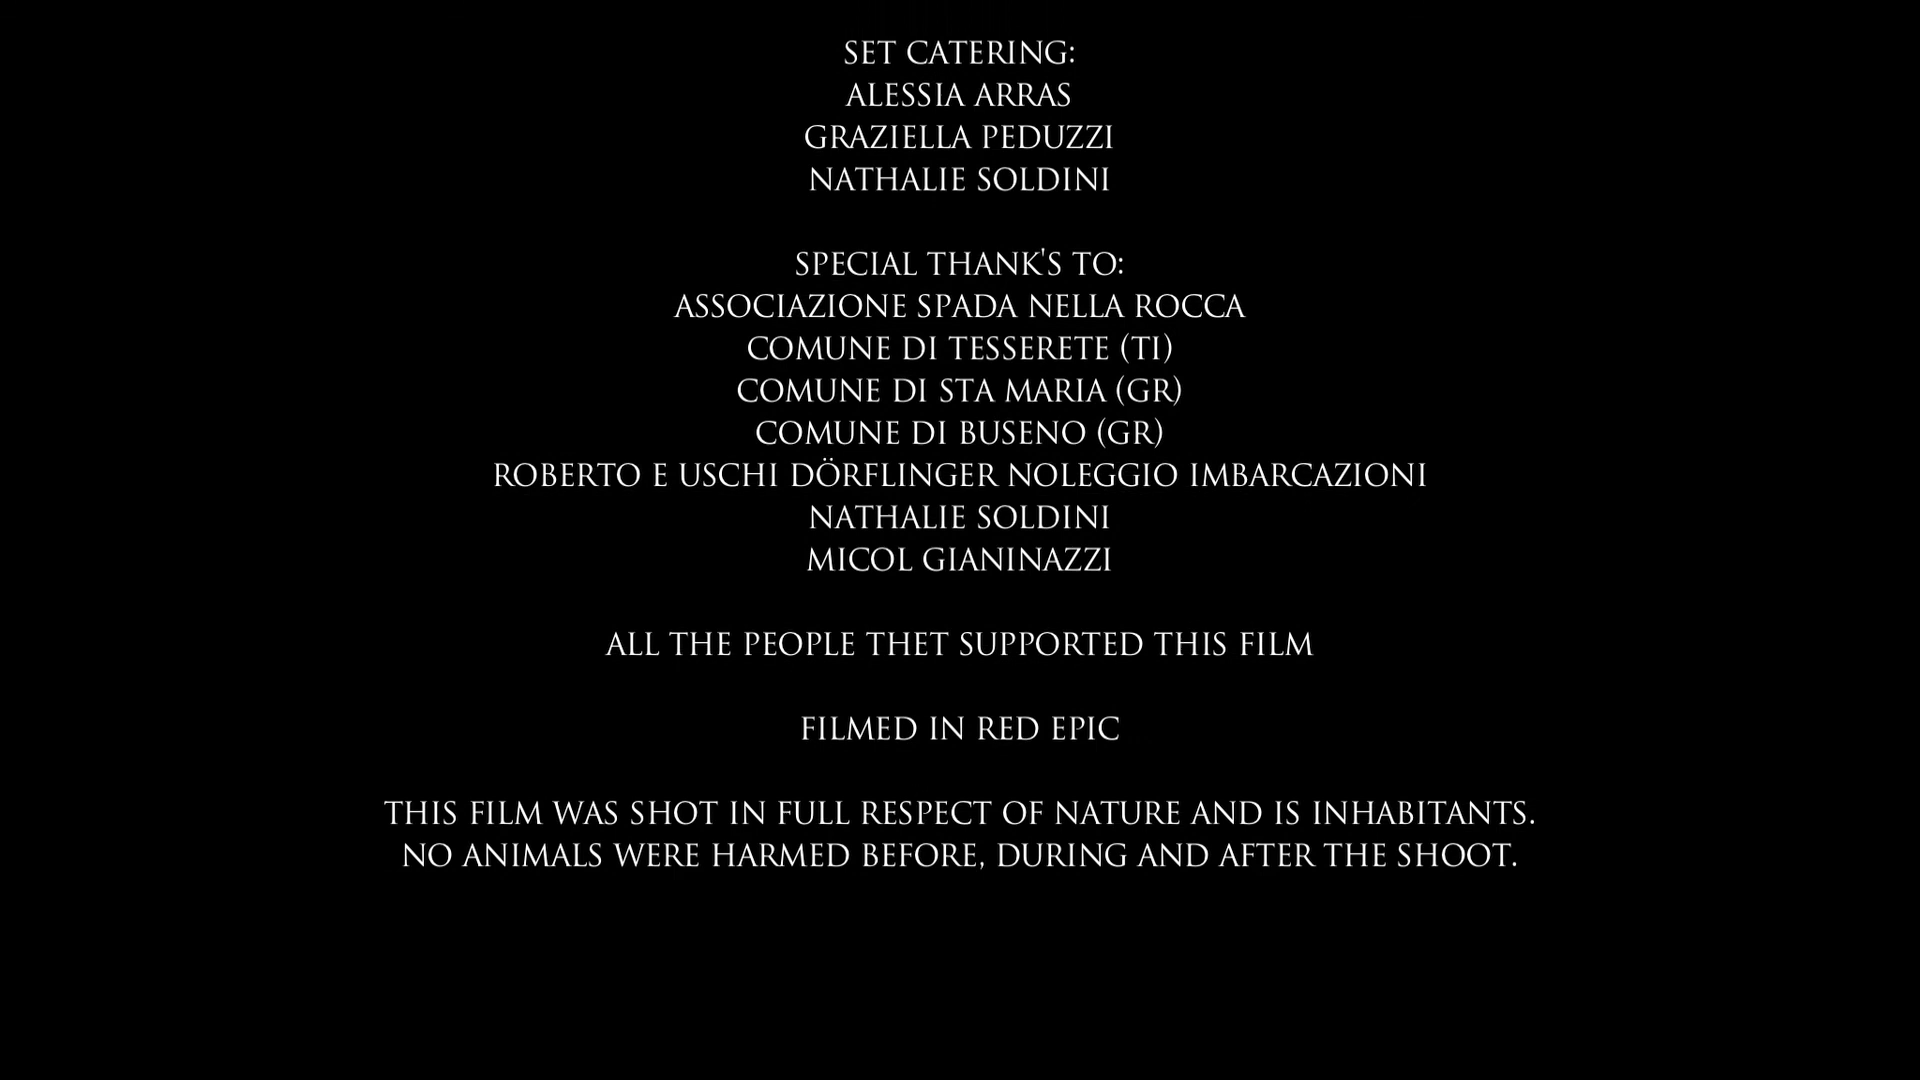 SET CATERING:
ALESSIA ARRAS
GRAZIELLA PEDUZZI
NATHALIE SOLDINI
SPECIAL THANK'S TO:
ASSOCIAZIONE SPADA NELLA ROCCA
COMUNE DI TESSERETE (TI)
COMUNE DI STA MARIA (GR)
COMUNE DI BUSENO (GR)
ROBERTO E USCHI DÖRFLINGER NOLEGGIO IMBARCAZIONI
NATHALIE SOLDINI
MICOL GIANINAZZI
ALL THE PEOPLE THET SUPPORTED THIS FILM
FILMED IN RED EPIC
THIS FILM WAS SHOT IN FULL RESPECT OF NATURE AND IS INHABITANTS.
NO ANIMALS WERE HARMED BEFORE, DURING AND AFTER THE SHOOT.